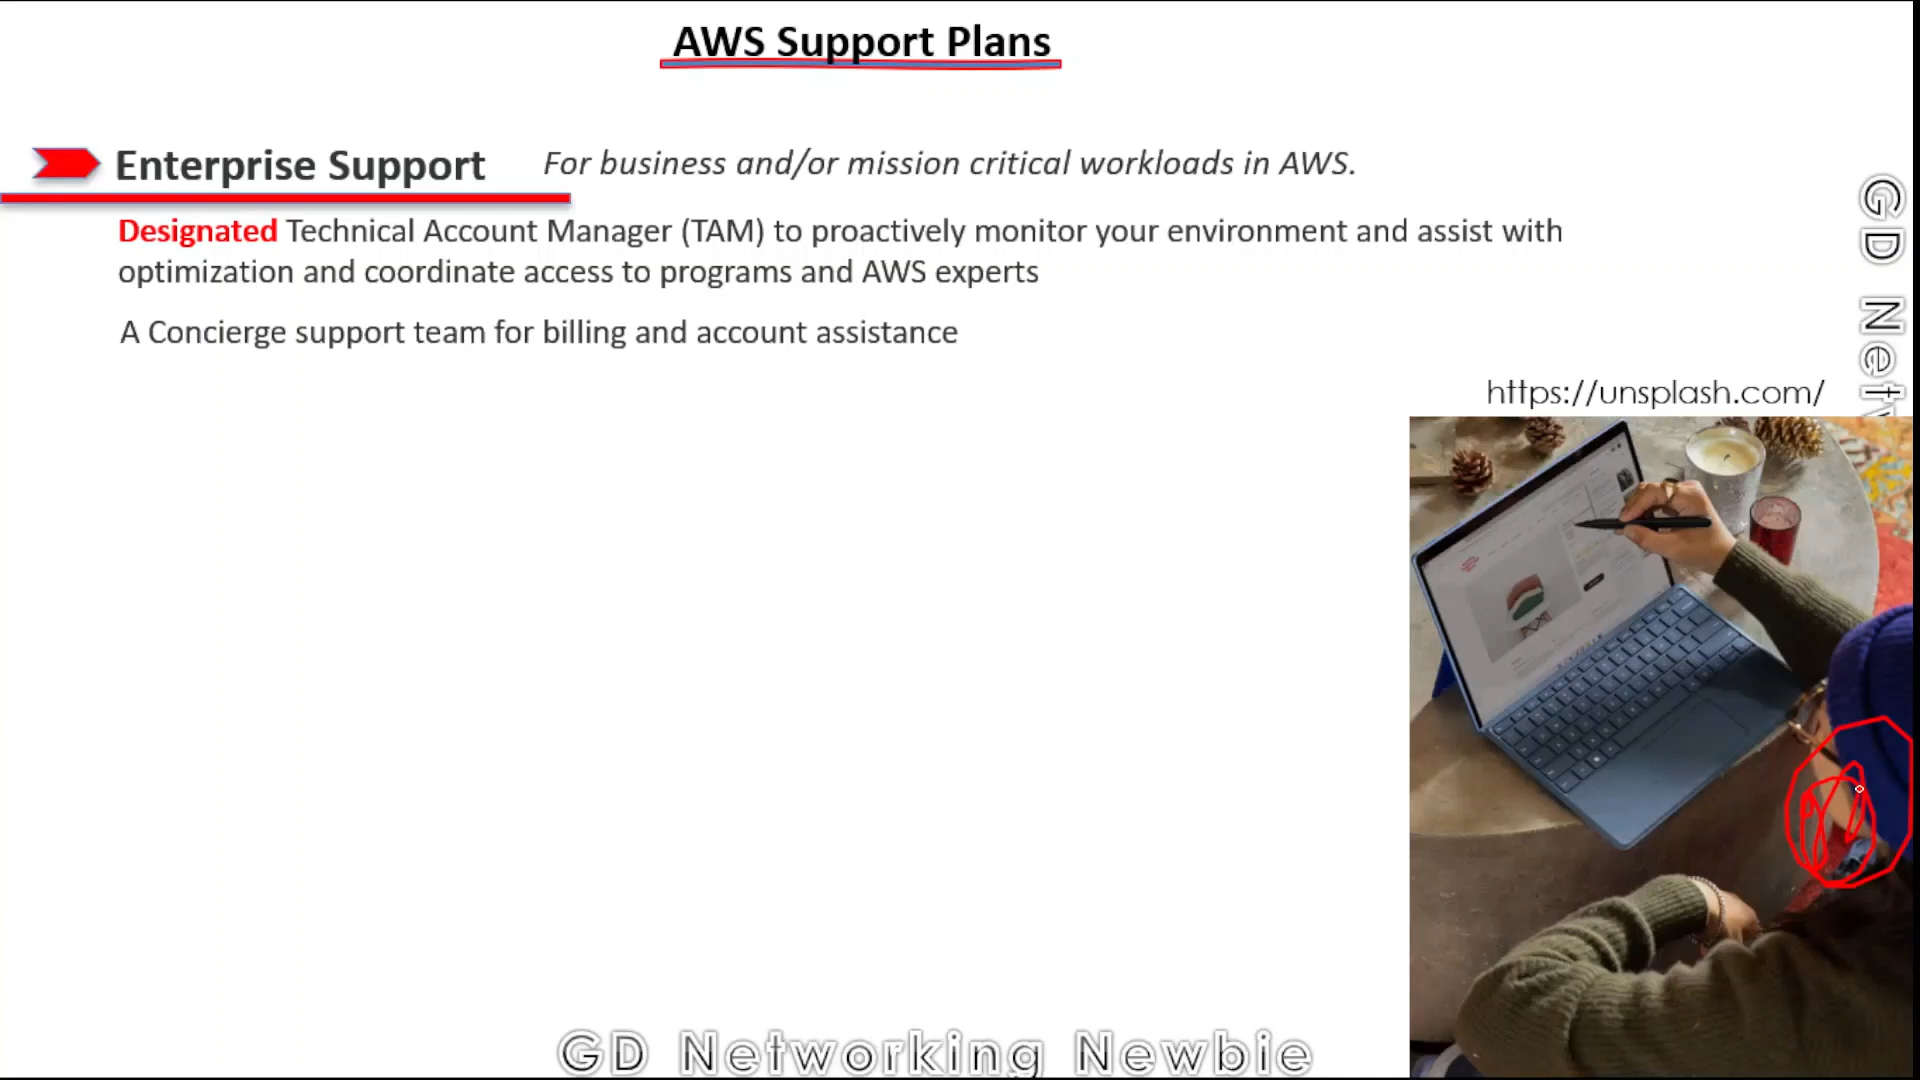 AWS Support Plans
Enterprise Support
For business and/or mission critical workloads in AWS.
Designated Technical Account Manager (TAM) to proactively monitor your environment and assist with
optimization and coordinate access to programs and AWS experts
A Concierge support team for billing and account assistance
https://unsplash.com/
GD Netw
GD Networking Newbie